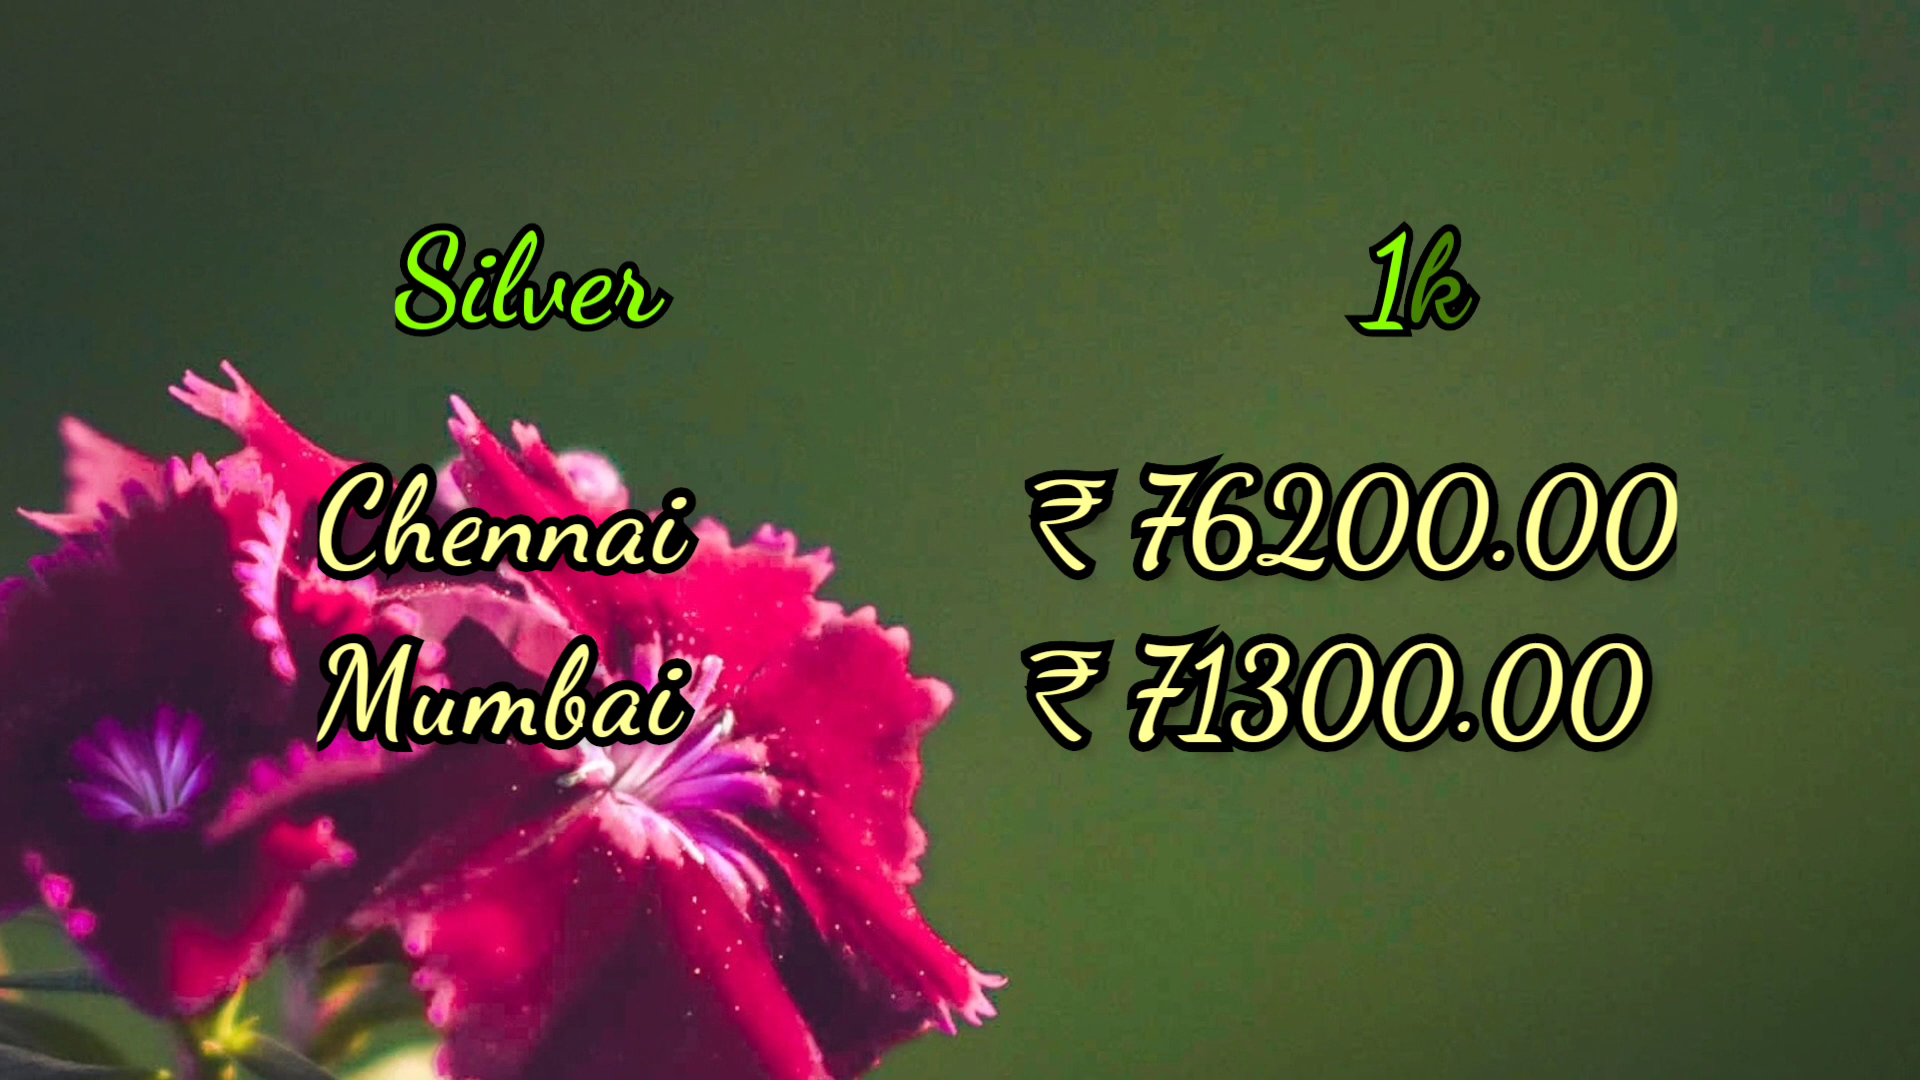 Silver 1k
Chennai ₹ 76200.00
Mumbai ₹ 71300.00